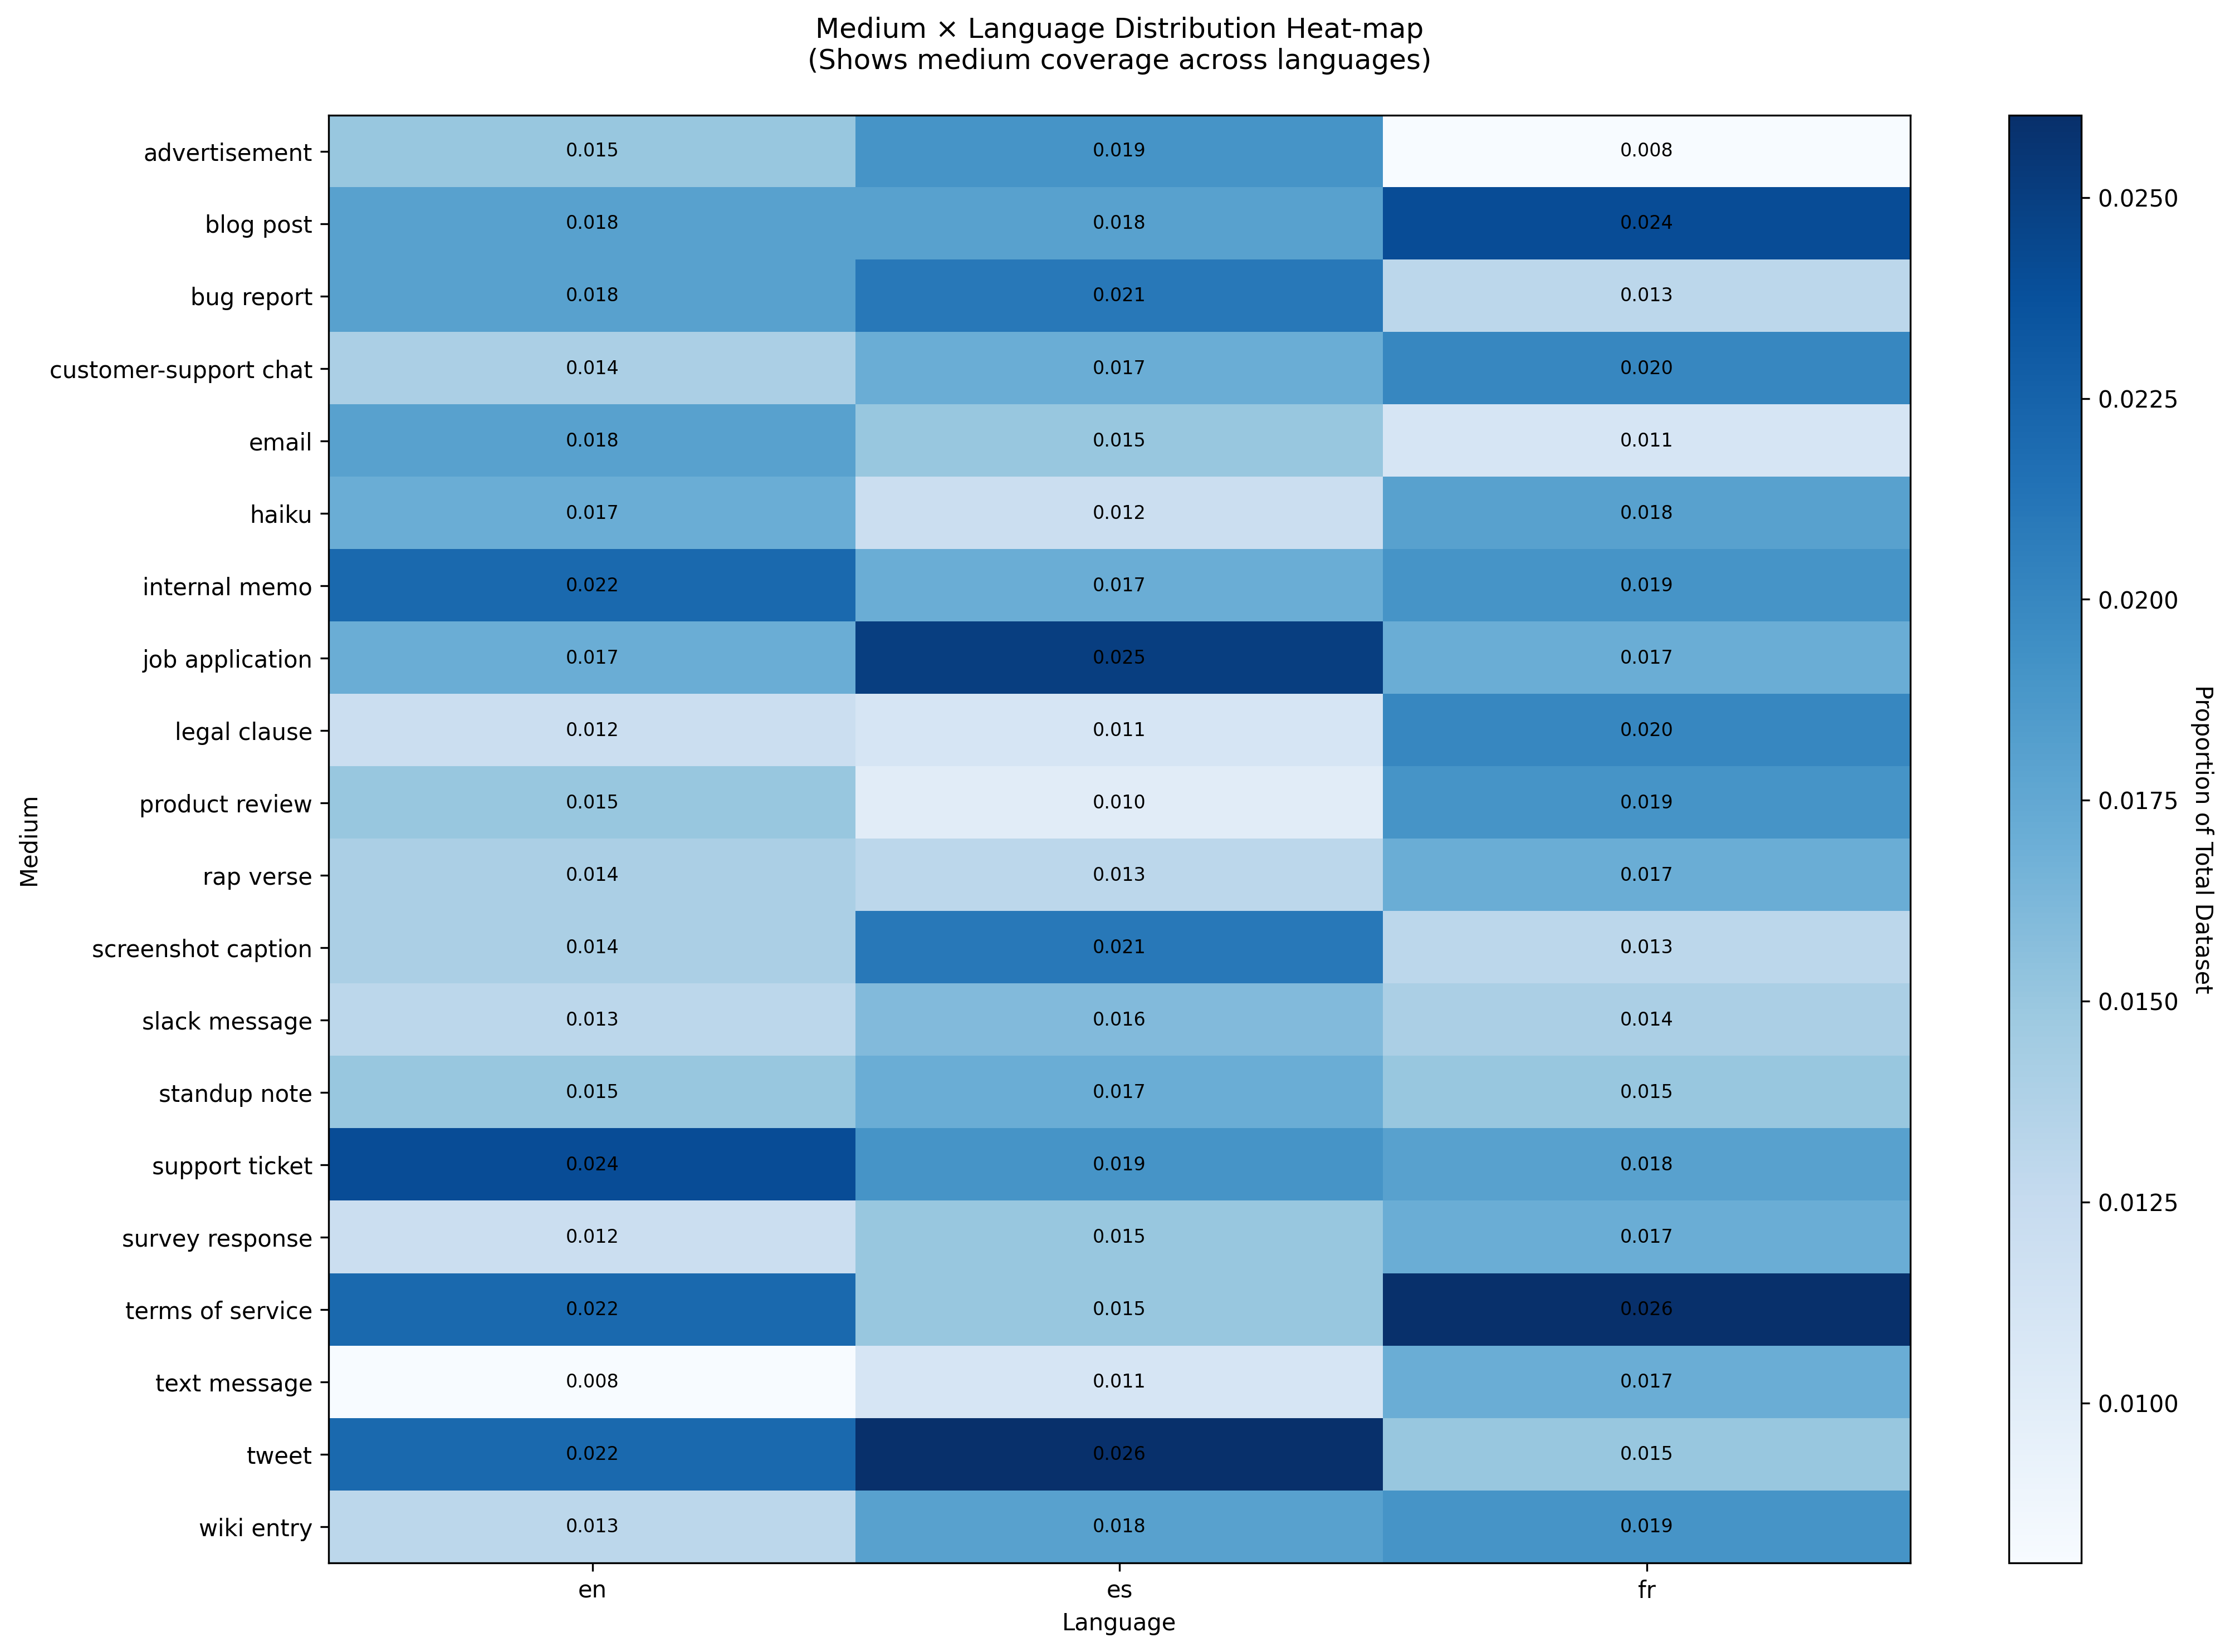 Medium × Language Distribution Heat-map
(Shows medium coverage across languages)
Medium
advertisement 0.015 0.019 0.008
blog post 0.018 0.018 0.024
bug report 0.018 0.021 0.013
customer-support chat 0.014 0.017 0.020
email 0.018 0.015 0.011
haiku 0.017 0.012 0.018
internal memo 0.022 0.017 0.019
job application 0.017 0.025 0.017
legal clause 0.012 0.011 0.020
product review 0.015 0.010 0.019
rap verse 0.014 0.013 0.017
screenshot caption 0.014 0.021 0.013
slack message 0.013 0.016 0.014
standup note 0.015 0.017 0.015
support ticket 0.024 0.019 0.018
survey response 0.012 0.015 0.017
terms of service 0.022 0.015 0.026
text message 0.008 0.011 0.017
tweet 0.022 0.026 0.015
wiki entry 0.013 0.018 0.019
en es fr
Language
0.0250
0.0225
0.0200
0.0175
0.0150
0.0125
0.0100
Proportion of Total Dataset